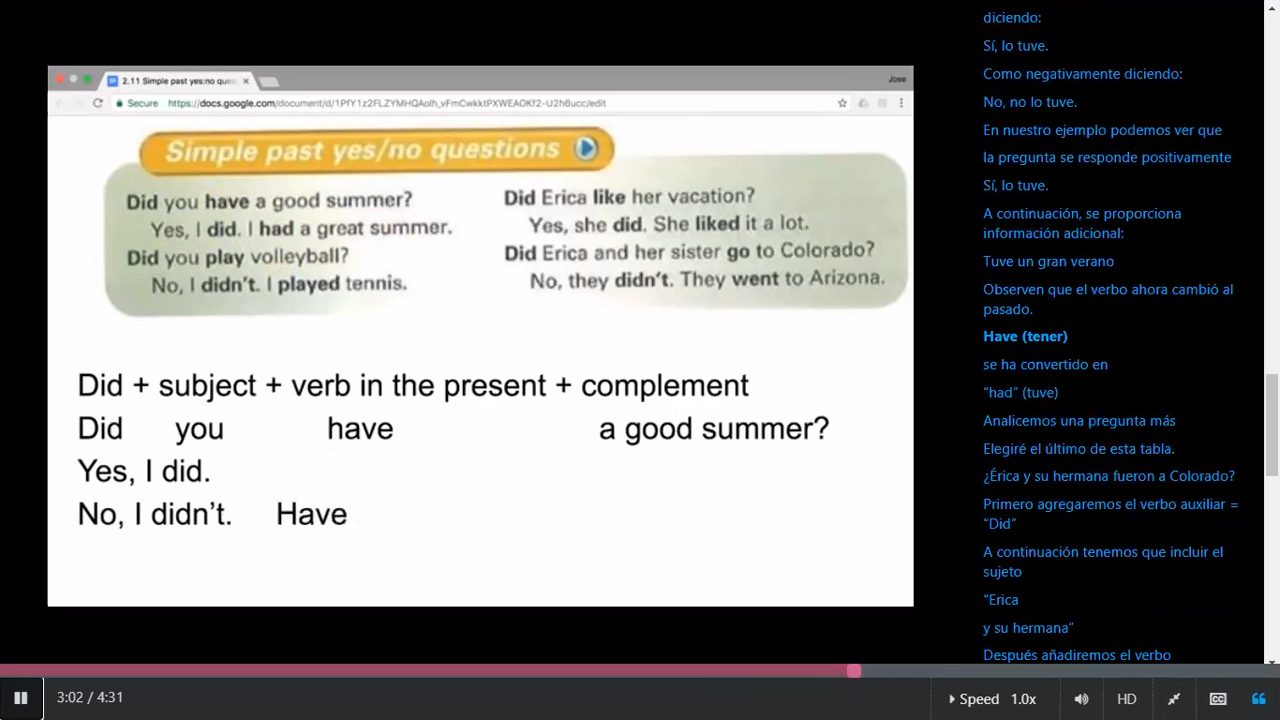 2.11 Simple past yes:no ques
Jose
Secure https://docs.google.com/document/d/1PfY1z2FLZYMHQAolh_vFmCwkktPXWEAOKf2-U2h6ucc/edit
Simple past yes/no questions
Did you have a good summer?
Yes, I did. I had a great summer.
Did you play volleyball?
No, I didn't. I played tennis.
Did Erica like her vacation?
Yes, she did. She liked it a lot.
Did Erica and her sister go to Colorado?
No, they didn't. They went to Arizona.
Did + subject + verb in the present + complement
Did you have a good summer?
Yes, I did.
No, I didn't. Have
diciendo:
Sí, lo tuve.
Como negativamente diciendo:
No, no lo tuve.
En nuestro ejemplo podemos ver que
la pregunta se responde positivamente
Sí, lo tuve.
A continuación, se proporciona
información adicional:
Tuve un gran verano
Observen que el verbo ahora cambió al
pasado.
Have (tener)
se ha convertido en
“had” (tuve)
Analicemos una pregunta más
Elegiré el último de esta tabla.
¿Érica y su hermana fueron a Colorado?
Primero agregaremos el verbo auxiliar =
“Did”
A continuación tenemos que incluir el
sujeto
“Erica
y su hermana”
Después añadiremos el verbo
3:02 / 4:31
Speed 1.0x
HD
CC